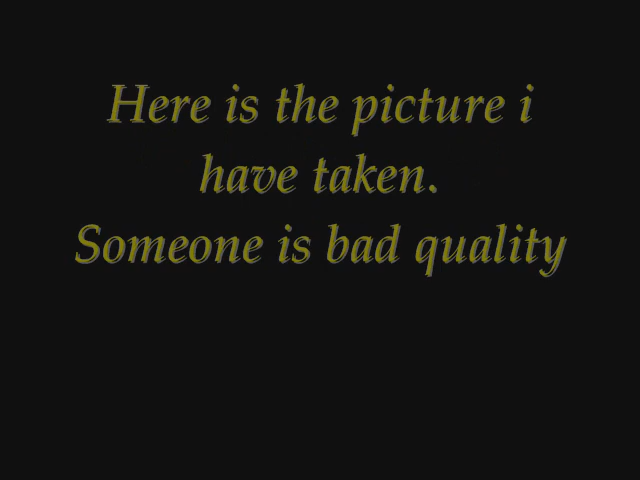 Here is the picture i
have taken.
Someone is bad quality